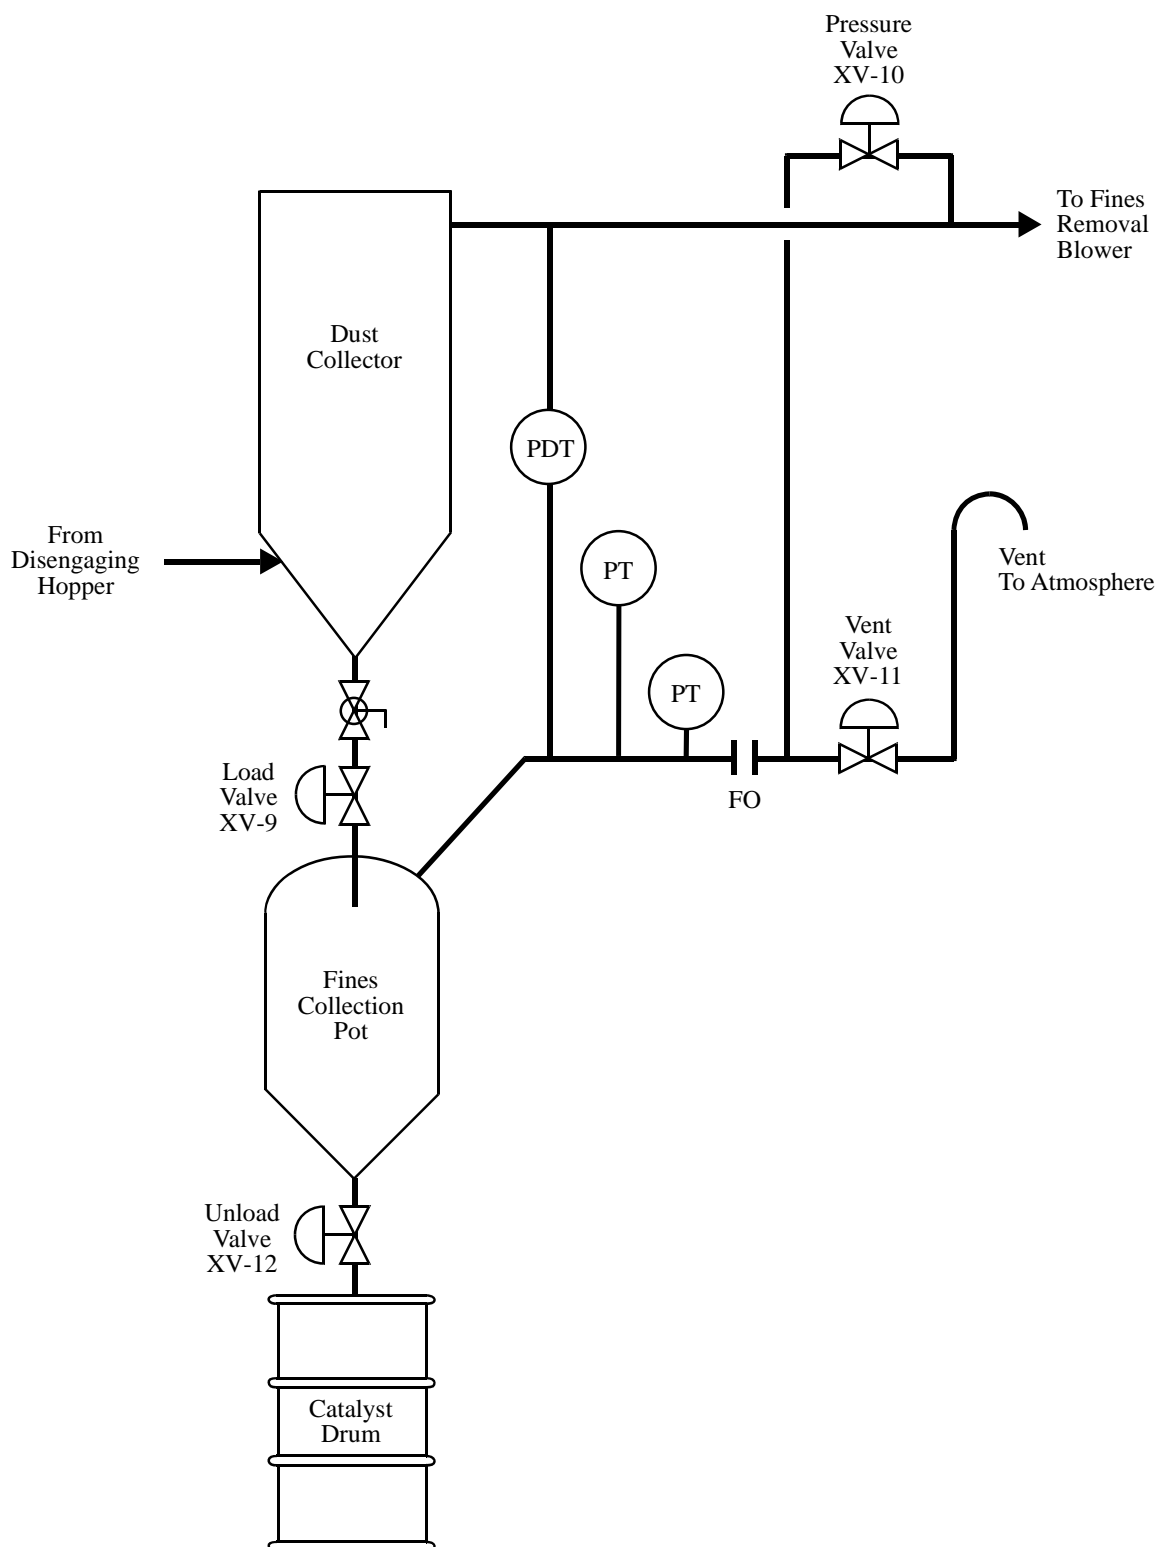 Pressure
Valve
XV-10
To Fines
Removal
Blower
Dust
Collector
PDT
From
Disengaging
Hopper
PT
Vent
To Atmosphere
Vent
Valve
XV-11
PT
Load
Valve
XV-9
FO
Fines
Collection
Pot
Unload
Valve
XV-12
Catalyst
Drum